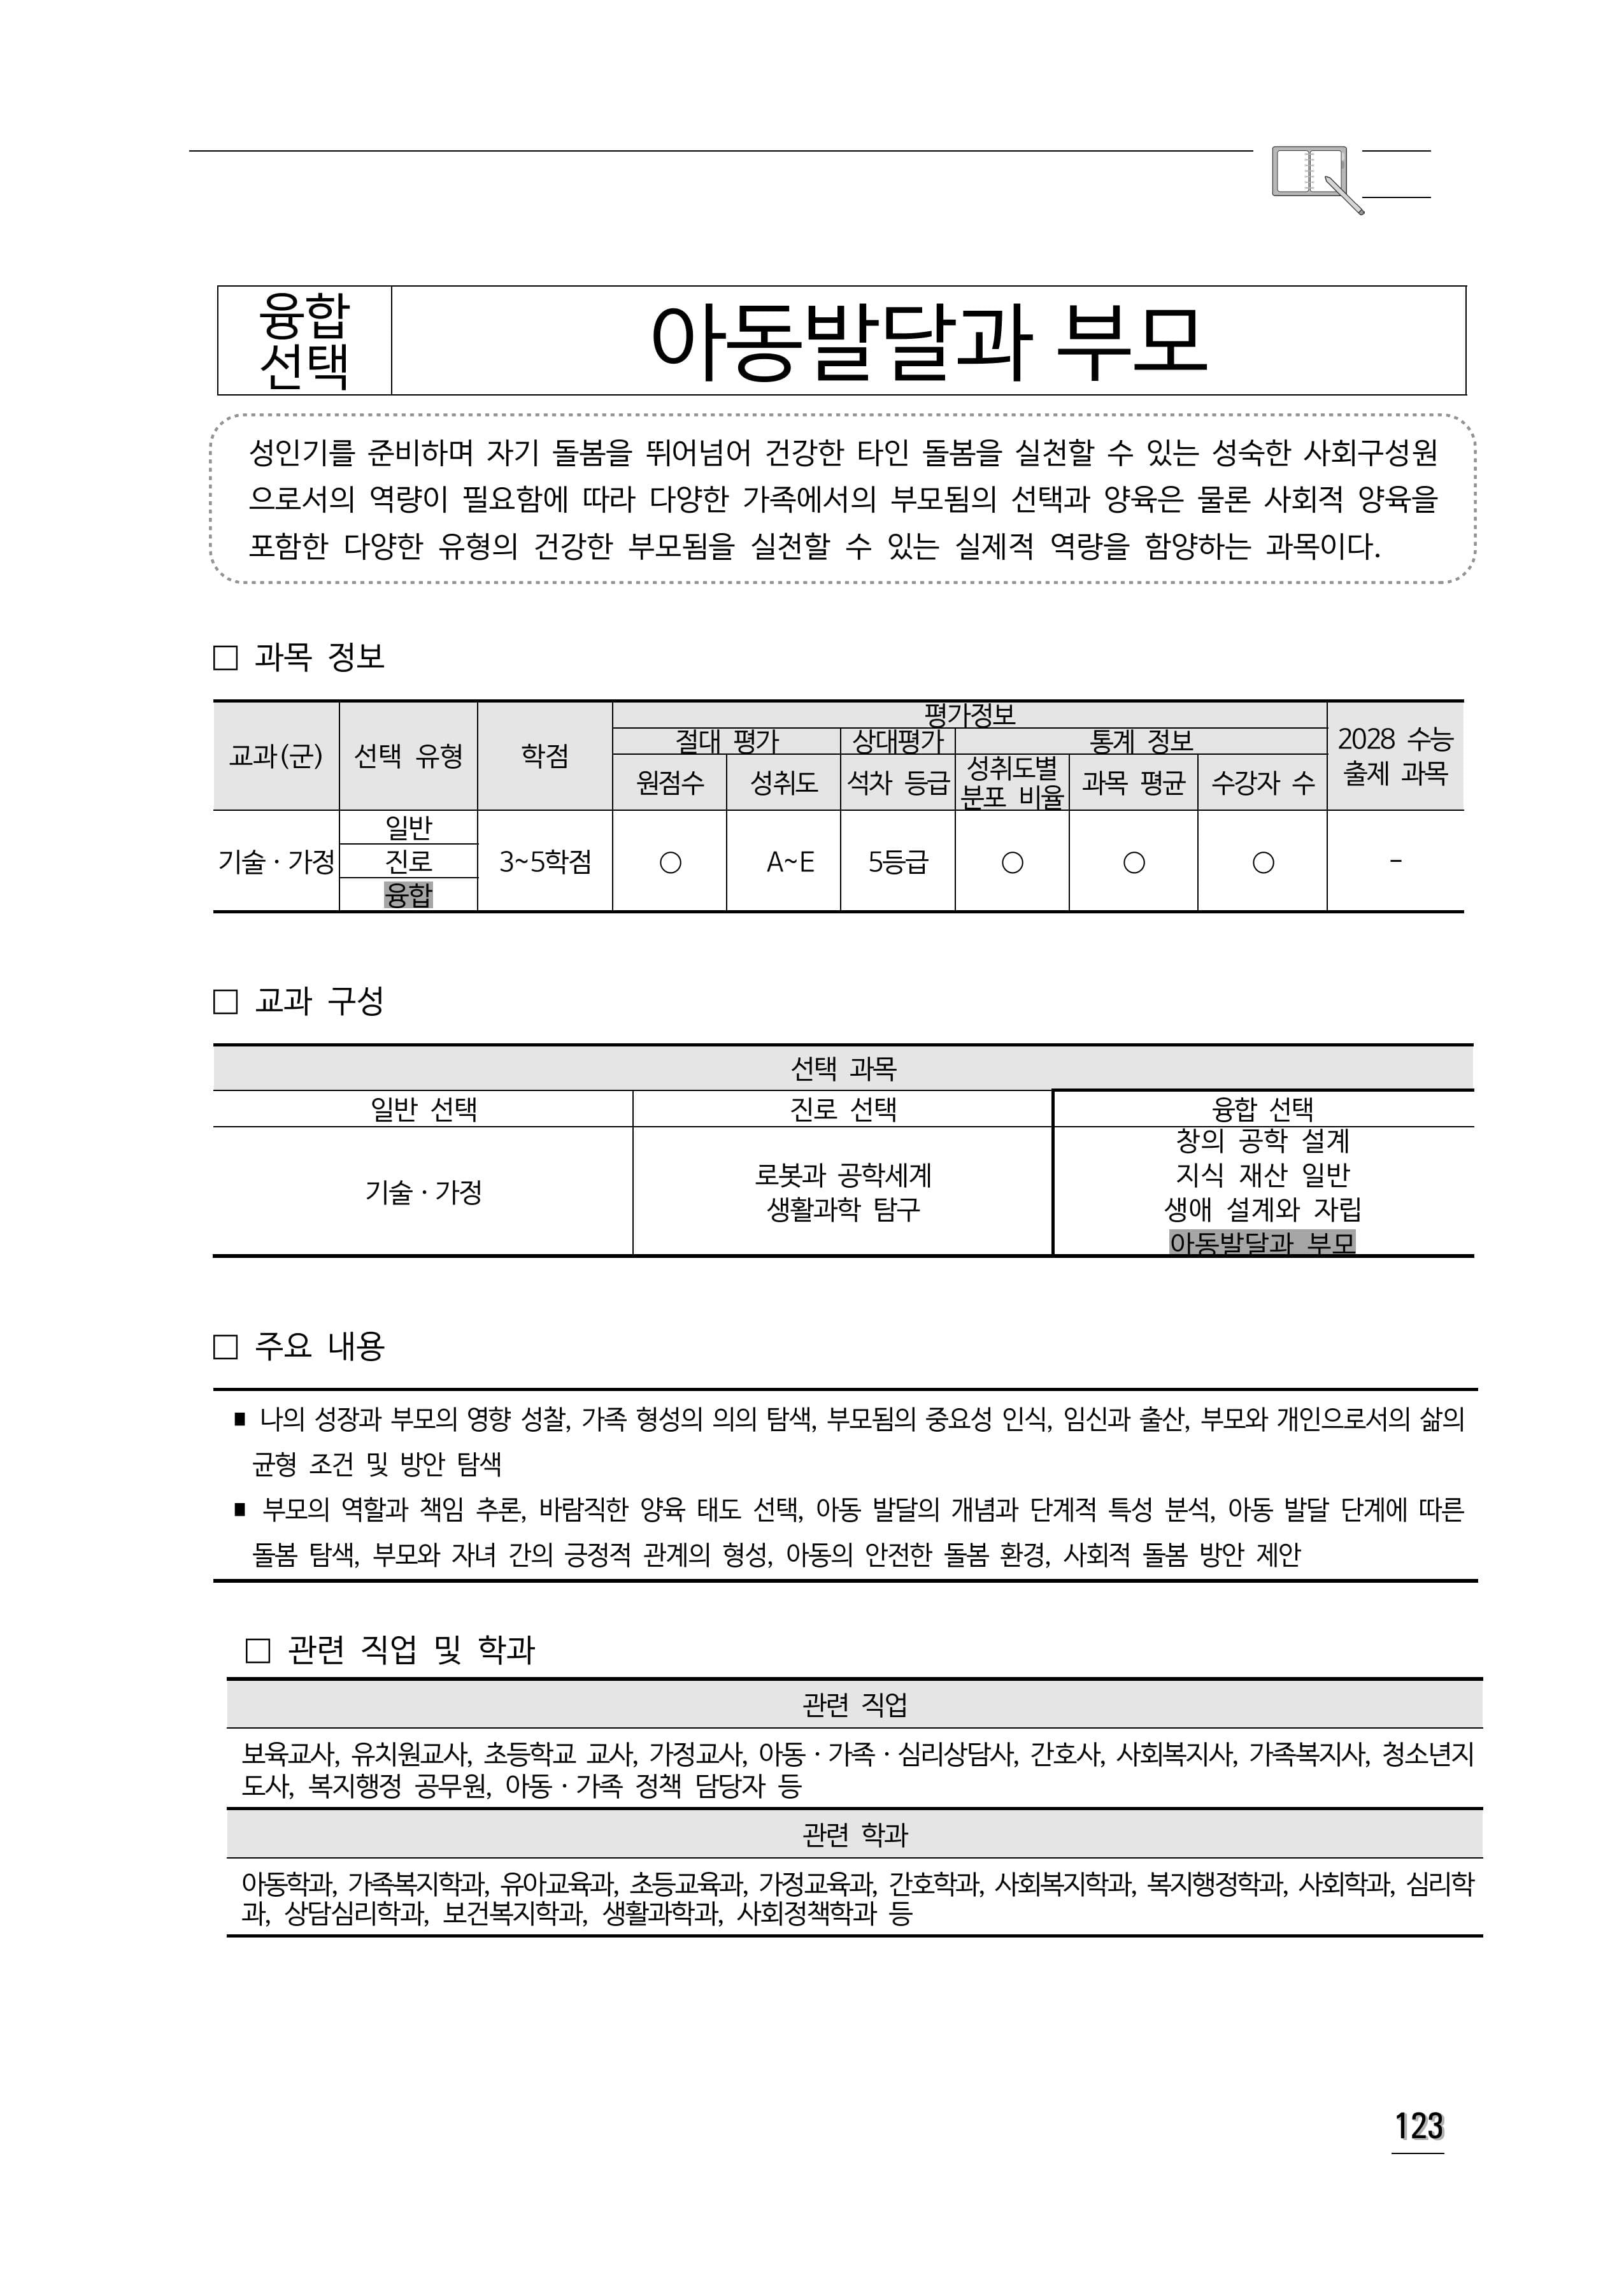 융합
선택
아동발달과 부모
성인기를 준비하며 자기 돌봄을 뛰어넘어 건강한 타인 돌봄을 실천할 수 있는 성숙한 사회구성원
으로서의 역량이 필요함에 따라 다양한 가족에서의 부모됨의 선택과 양육은 물론 사회적 양육을
포함한 다양한 유형의 건강한 부모됨을 실천할 수 있는 실제적 역량을 함양하는 과목이다.
□ 과목 정보
교과(군) 선택 유형 학점 평가정보 2028 수능
출제 과목
절대 평가 상대평가 통계 정보
원점수 성취도 석차 등급 성취도별
분포 비율 과목 평균 수강자 수
기술·가정 일반
진로
융합
3~5학점 ○ A~E 5등급 ○ ○ ○ -
□ 교과 구성
선택 과목
일반 선택 진로 선택 융합 선택
기술·가정
로봇과 공학세계
생활과학 탐구
창의 공학 설계
지식 재산 일반
생애 설계와 자립
아동발달과 부모
□ 주요 내용
■ 나의 성장과 부모의 영향 성찰, 가족 형성의 의의 탐색, 부모됨의 중요성 인식, 임신과 출산, 부모와 개인으로서의 삶의
균형 조건 및 방안 탐색
■ 부모의 역할과 책임 추론, 바람직한 양육 태도 선택, 아동 발달의 개념과 단계적 특성 분석, 아동 발달 단계에 따른
돌봄 탐색, 부모와 자녀 간의 긍정적 관계의 형성, 아동의 안전한 돌봄 환경, 사회적 돌봄 방안 제안
□ 관련 직업 및 학과
관련 직업
보육교사, 유치원교사, 초등학교 교사, 가정교사, 아동·가족·심리상담사, 간호사, 사회복지사, 가족복지사, 청소년지
도사, 복지행정 공무원, 아동·가족 정책 담당자 등
관련 학과
아동학과, 가족복지학과, 유아교육과, 초등교육과, 가정교육과, 간호학과, 사회복지학과, 복지행정학과, 사회학과, 심리학
과, 상담심리학과, 보건복지학과, 생활과학과, 사회정책학과 등
123